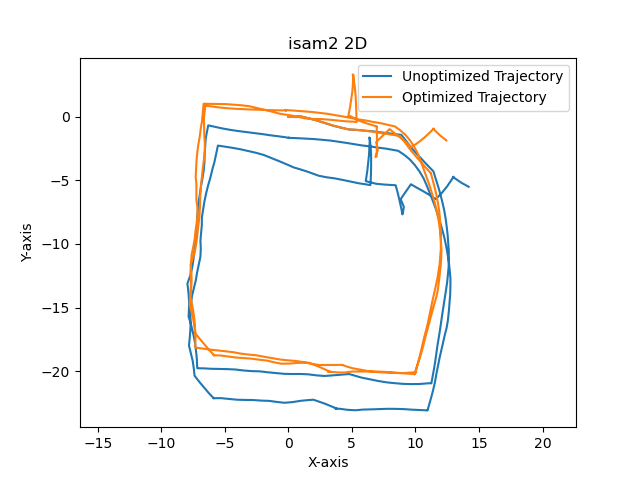 isam2 2D
Unoptimized Trajectory
Optimized Trajectory
Y-axis
0
−5
−10
−15
−20
−15
−10
−5
0
5
10
15
20
X-axis